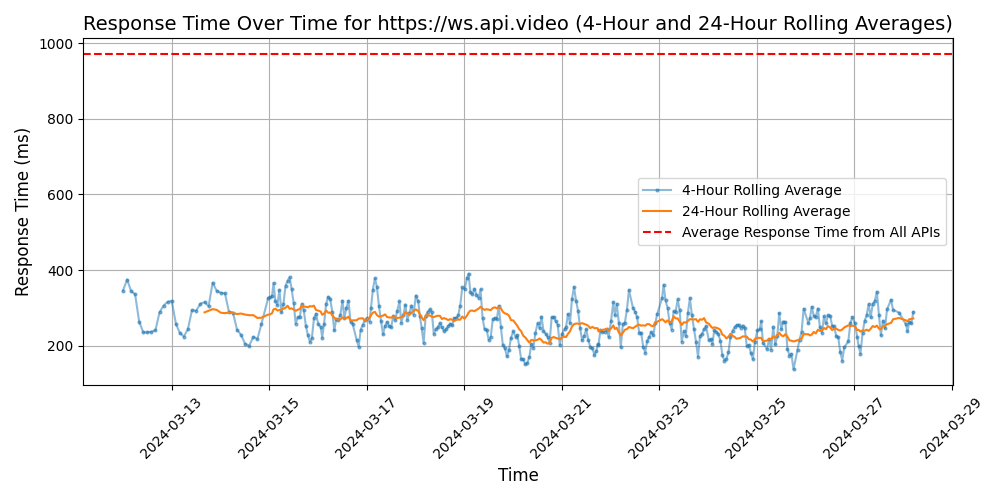 Response Time Over Time for https://ws.api.video (4-Hour and 24-Hour Rolling Averages)
1000
800
600
400
200
Response Time (ms)
4-Hour Rolling Average
24-Hour Rolling Average
Average Response Time from All APIs
2024-03-13
2024-03-15
2024-03-17
2024-03-19
2024-03-21
2024-03-23
2024-03-25
2024-03-27
2024-03-29
Time